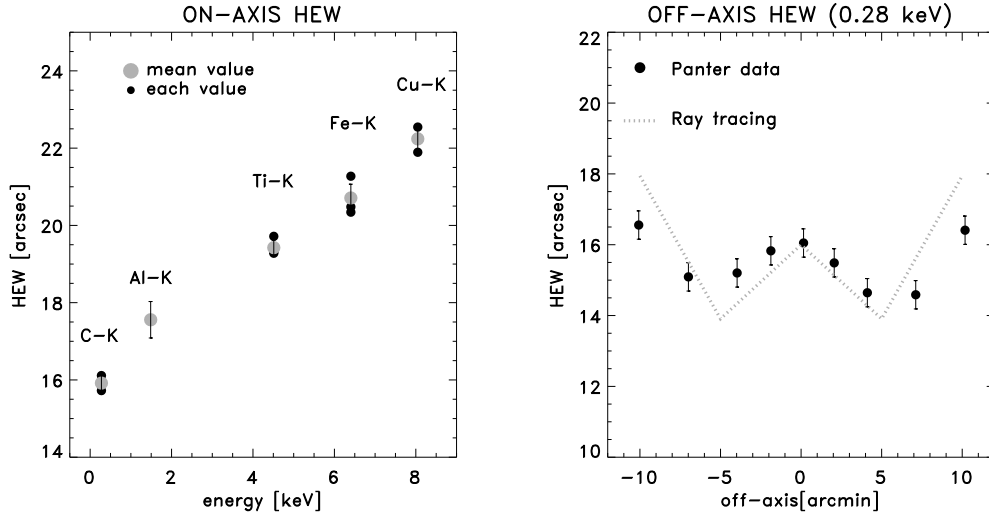 ON-AXIS HEW
24
22
20
18
16
14
HEW [arcsec]
mean value
each value
C-K
Al-K
Ti-K
Fe-K
Cu-K
0 2 4 6 8
energy [keV]
OFF-AXIS HEW (0.28 keV)
22
20
18
16
14
12
10
HEW [arcsec]
Panter data
Ray tracing
-10 -5 0 5 10
off-axis[arcmin]